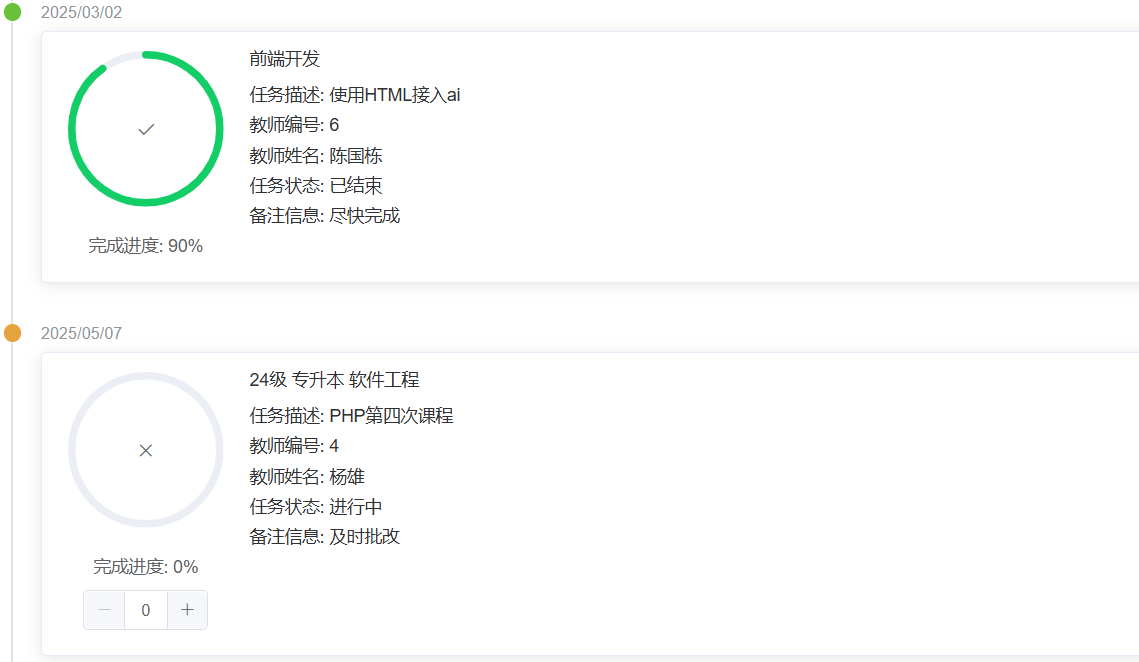 2025/03/02
前端开发
任务描述: 使用HTML接入ai
教师编号: 6
教师姓名: 陈国栋
任务状态: 已结束
备注信息: 尽快完成
完成进度: 90%
2025/05/07
24级 专升本 软件工程
任务描述: PHP第四次课程
教师编号: 4
教师姓名: 杨雄
任务状态: 进行中
备注信息: 及时批改
完成进度: 0%
0